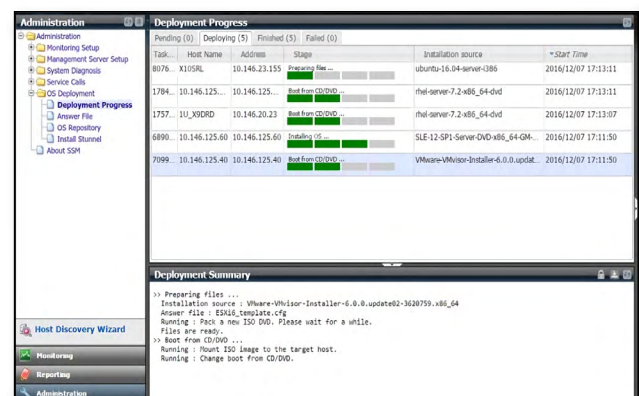 Administration
Administration
Monitoring Setup
Management Server Setup
System Diagnosis
Service Calls
OS Deployment
Deployment Progress
Answer File
OS Repository
Install Stunnel
About SSM
Host Discovery Wizard
Monitoring
Reporting
Administration
Deployment Progress
Pending (0) Deploying (5) Finished (5) Failed (0)
Task... Host Name Address Stage Installation source Start Time
8076... X10SRL 10.146.23.155 Preparing files ... ubuntu-16.04-server-i386 2016/12/07 17:13:11
1784... 10.146.125.... 10.146.125.... Boot from CD/DVD ... rhel-server-7.2-x86_64-dvd 2016/12/07 17:13:11
1757... 1U_X9DRD 10.146.20.23 Boot from CD/DVD ... rhel-server-7.2-x86_64-dvd 2016/12/07 17:13:07
6890... 10.146.125.60 10.146.125.60 Installing OS ... SLE-12-SP1-Server-DVD-x86_64-GM-... 2016/12/07 17:11:50
7099... 10.146.125.40 10.146.125.40 Boot from CD/DVD ... VMware-VMvisor-Installer-6.0.0.updat... 2016/12/07 17:11:50
Deployment Summary
>> Preparing files ...
Installation source : VMware-VMvisor-Installer-6.0.0.update02-3620759.x86_64
Answer file : ESXi6_template.cfg
Running : Pack a new ISO DVD. Please wait for a while.
Files are ready.
>> Boot from CD/DVD ...
Running : Mount ISO image to the target host.
Running : Change boot from CD/DVD.